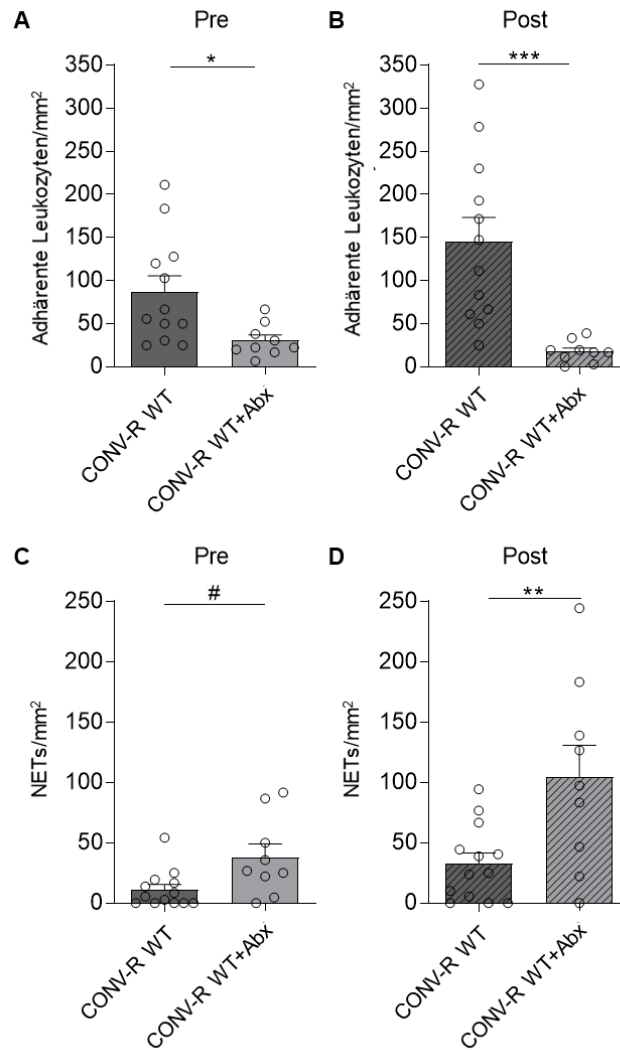 A Pre
Adhärente Leukozyten/mm²
350
300
250
200
150
100
50
0
*
CONV-R WT
CONV-R WT+Abx
B Post
Adhärente Leukozyten/mm²
350
300
250
200
150
100
50
0
***
CONV-R WT
CONV-R WT+Abx
C Pre
NETs/mm²
250
200
150
100
50
0
#
CONV-R WT
CONV-R WT+Abx
D Post
NETs/mm²
250
200
150
100
50
0
**
CONV-R WT
CONV-R WT+Abx